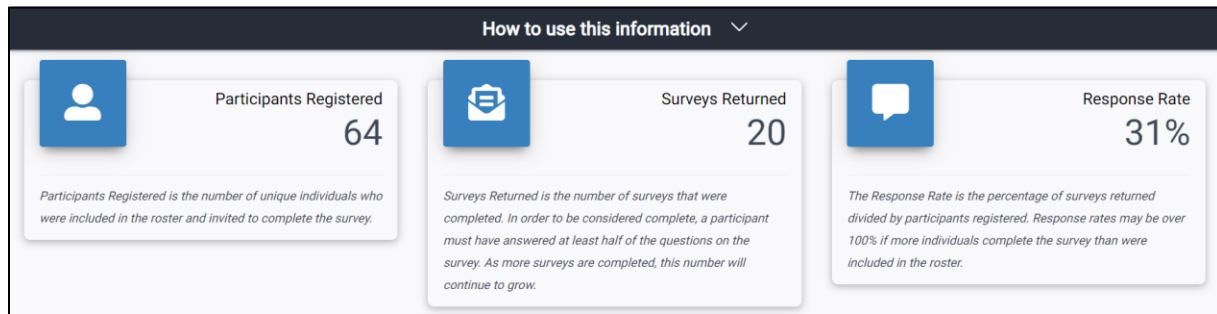 How to use this information
Participants Registered
64
Participants Registered is the number of unique individuals who
were included in the roster and invited to complete the survey.
Surveys Returned
20
Surveys Returned is the number of surveys that were
completed. In order to be considered complete, a participant
must have answered at least half of the questions on the
survey. As more surveys are completed, this number will
continue to grow.
Response Rate
31%
The Response Rate is the percentage of surveys returned
divided by participants registered. Response rates may be over
100% if more individuals complete the survey than were
included in the roster.